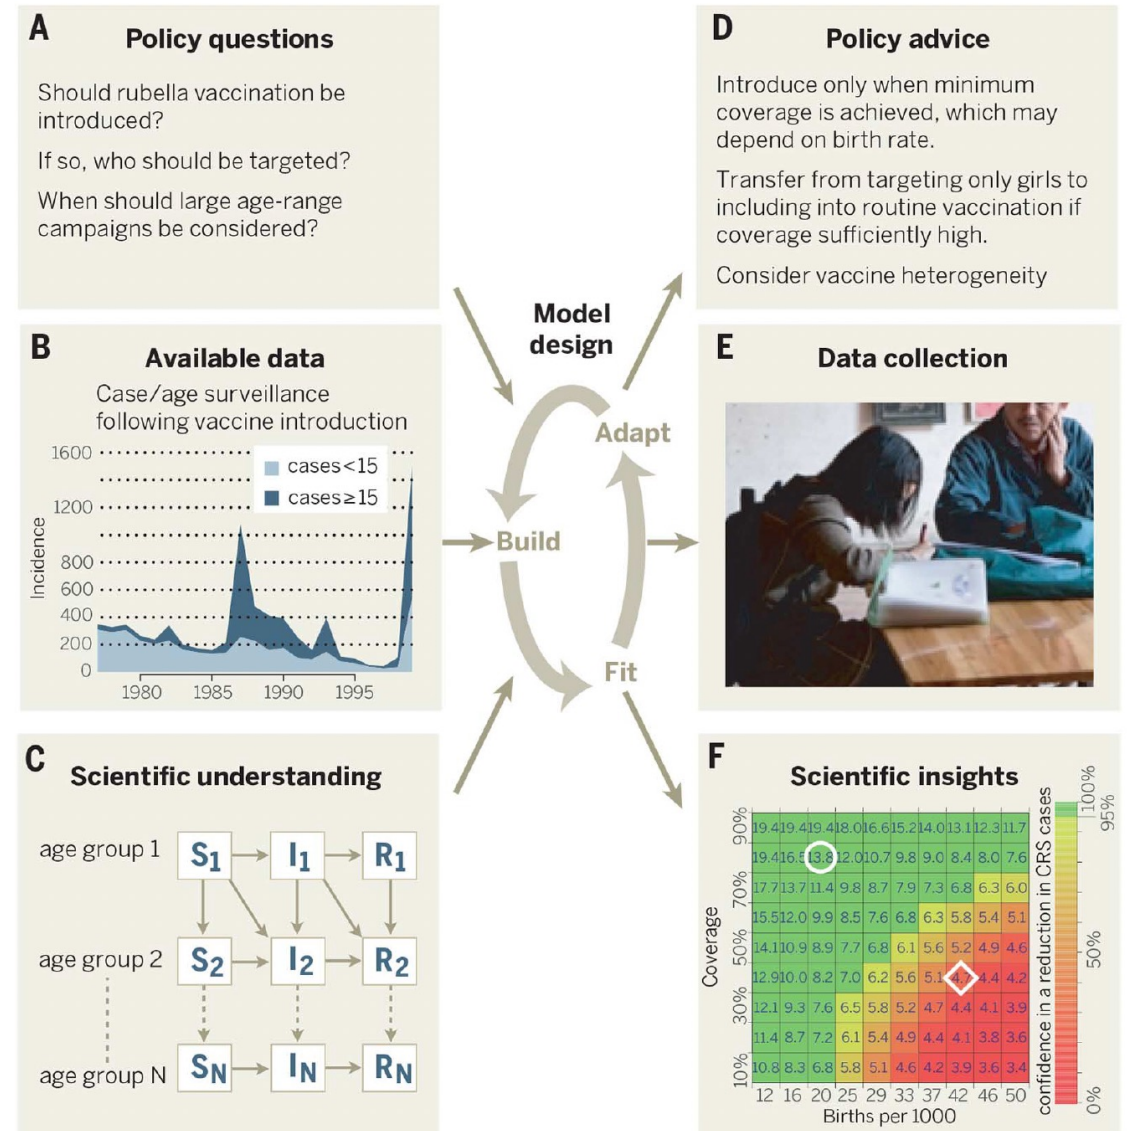 A
Policy questions
Should rubella vaccination be
introduced?
If so, who should be targeted?
When should large age-range
campaigns be considered?
B
Available data
Case/age surveillance
following vaccine introduction
1600
1200
800
600
400
200
0
Incidence
cases<15
cases≥15
1980 1985 1990 1995
C
Scientific understanding
age group 1
S1 I1 R1
age group 2
S2 I2 R2
age group N
SN IN RN
Model
design
Adapt
Build
Fit
D
Policy advice
Introduce only when minimum
coverage is achieved, which may
depend on birth rate.
Transfer from targeting only girls to
including into routine vaccination if
coverage sufficiently high.
Consider vaccine heterogeneity
E
Data collection
F
Scientific insights
Coverage
90%
70%
50%
30%
10%
19.4 19.4 19.4 18.0 16.6 15.2 14.0 13.1 12.3 11.7
19.4 16.5 13.8 12.0 10.7 9.8 9.0 8.4 8.0 7.6
17.7 13.7 11.4 9.8 8.7 7.9 7.3 6.8 6.3 6.0
15.5 12.0 9.9 8.5 7.6 6.8 6.3 5.8 5.4 5.1
14.1 10.9 8.9 7.7 6.8 6.1 5.6 5.2 4.9 4.6
12.9 10.0 8.2 7.0 6.2 5.6 5.1 4.7 4.4 4.2
12.1 9.3 7.6 6.5 5.8 5.2 4.7 4.4 4.1 3.9
11.4 8.7 7.2 6.1 5.4 4.9 4.4 4.1 3.8 3.6
10.8 8.3 6.8 5.8 5.1 4.6 4.2 3.9 3.6 3.4
12 16 20 25 29 33 37 42 46 50
Births per 1000
confidence in a reduction in CRS cases
100%
95%
50%
0%